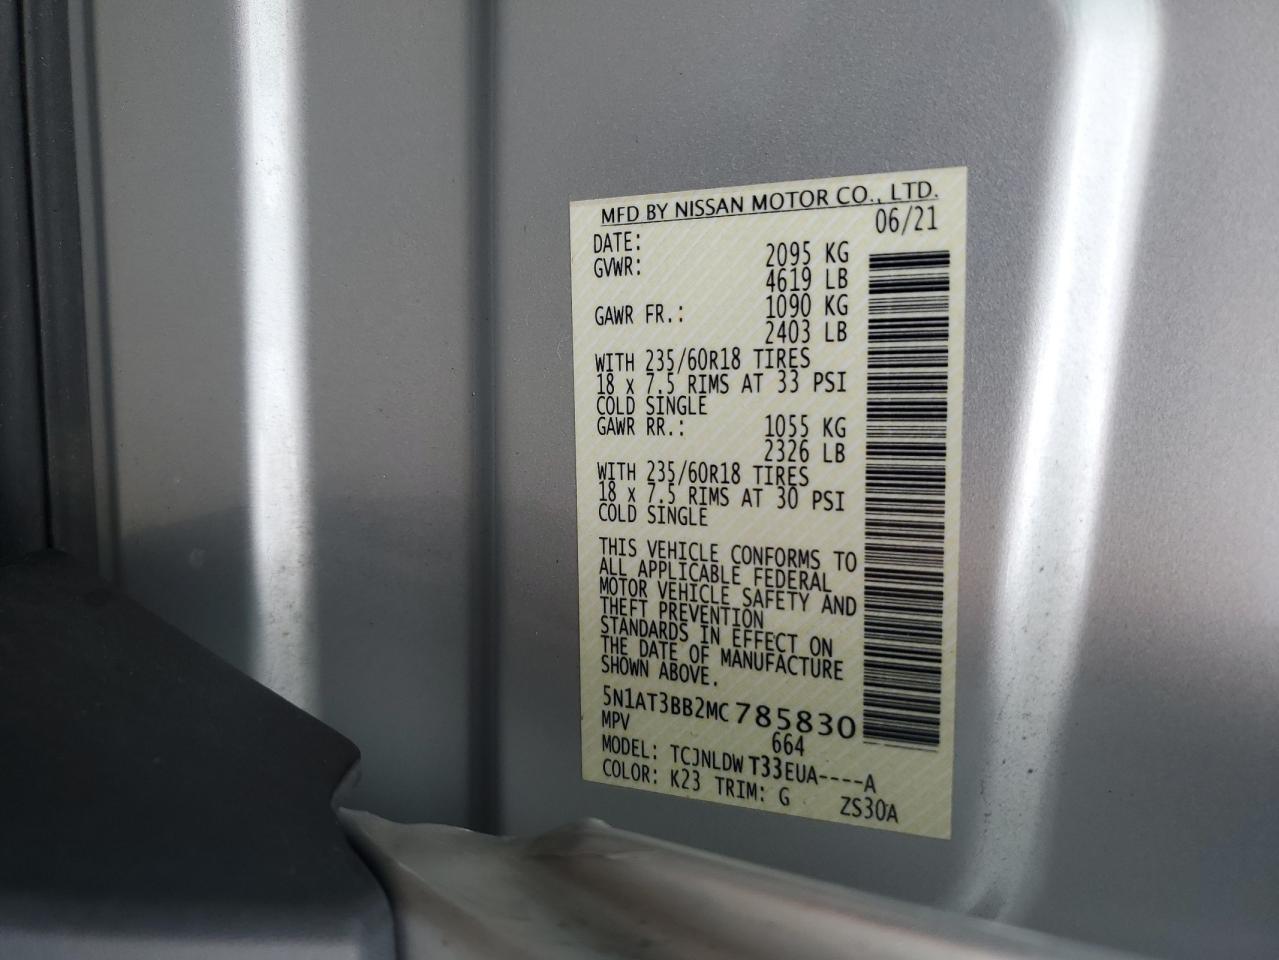 MFD BY NISSAN MOTOR CO., LTD.
DATE: 06/21
GVWR: 2095 KG
4619 LB
GAWR FR.: 1090 KG
2403 LB
WITH 235/60R18 TIRES
18 x 7.5 RIMS AT 33 PSI
COLD SINGLE
GAWR RR.: 1055 KG
2326 LB
WITH 235/60R18 TIRES
18 x 7.5 RIMS AT 30 PSI
COLD SINGLE
THIS VEHICLE CONFORMS TO
ALL APPLICABLE FEDERAL
MOTOR VEHICLE SAFETY AND
THEFT PREVENTION
STANDARDS IN EFFECT ON
THE DATE OF MANUFACTURE
SHOWN ABOVE.
5N1AT3BB2MC785830
MPV 664
MODEL: TCJNLDWT33EUA----A
COLOR: K23 TRIM: G ZS30A